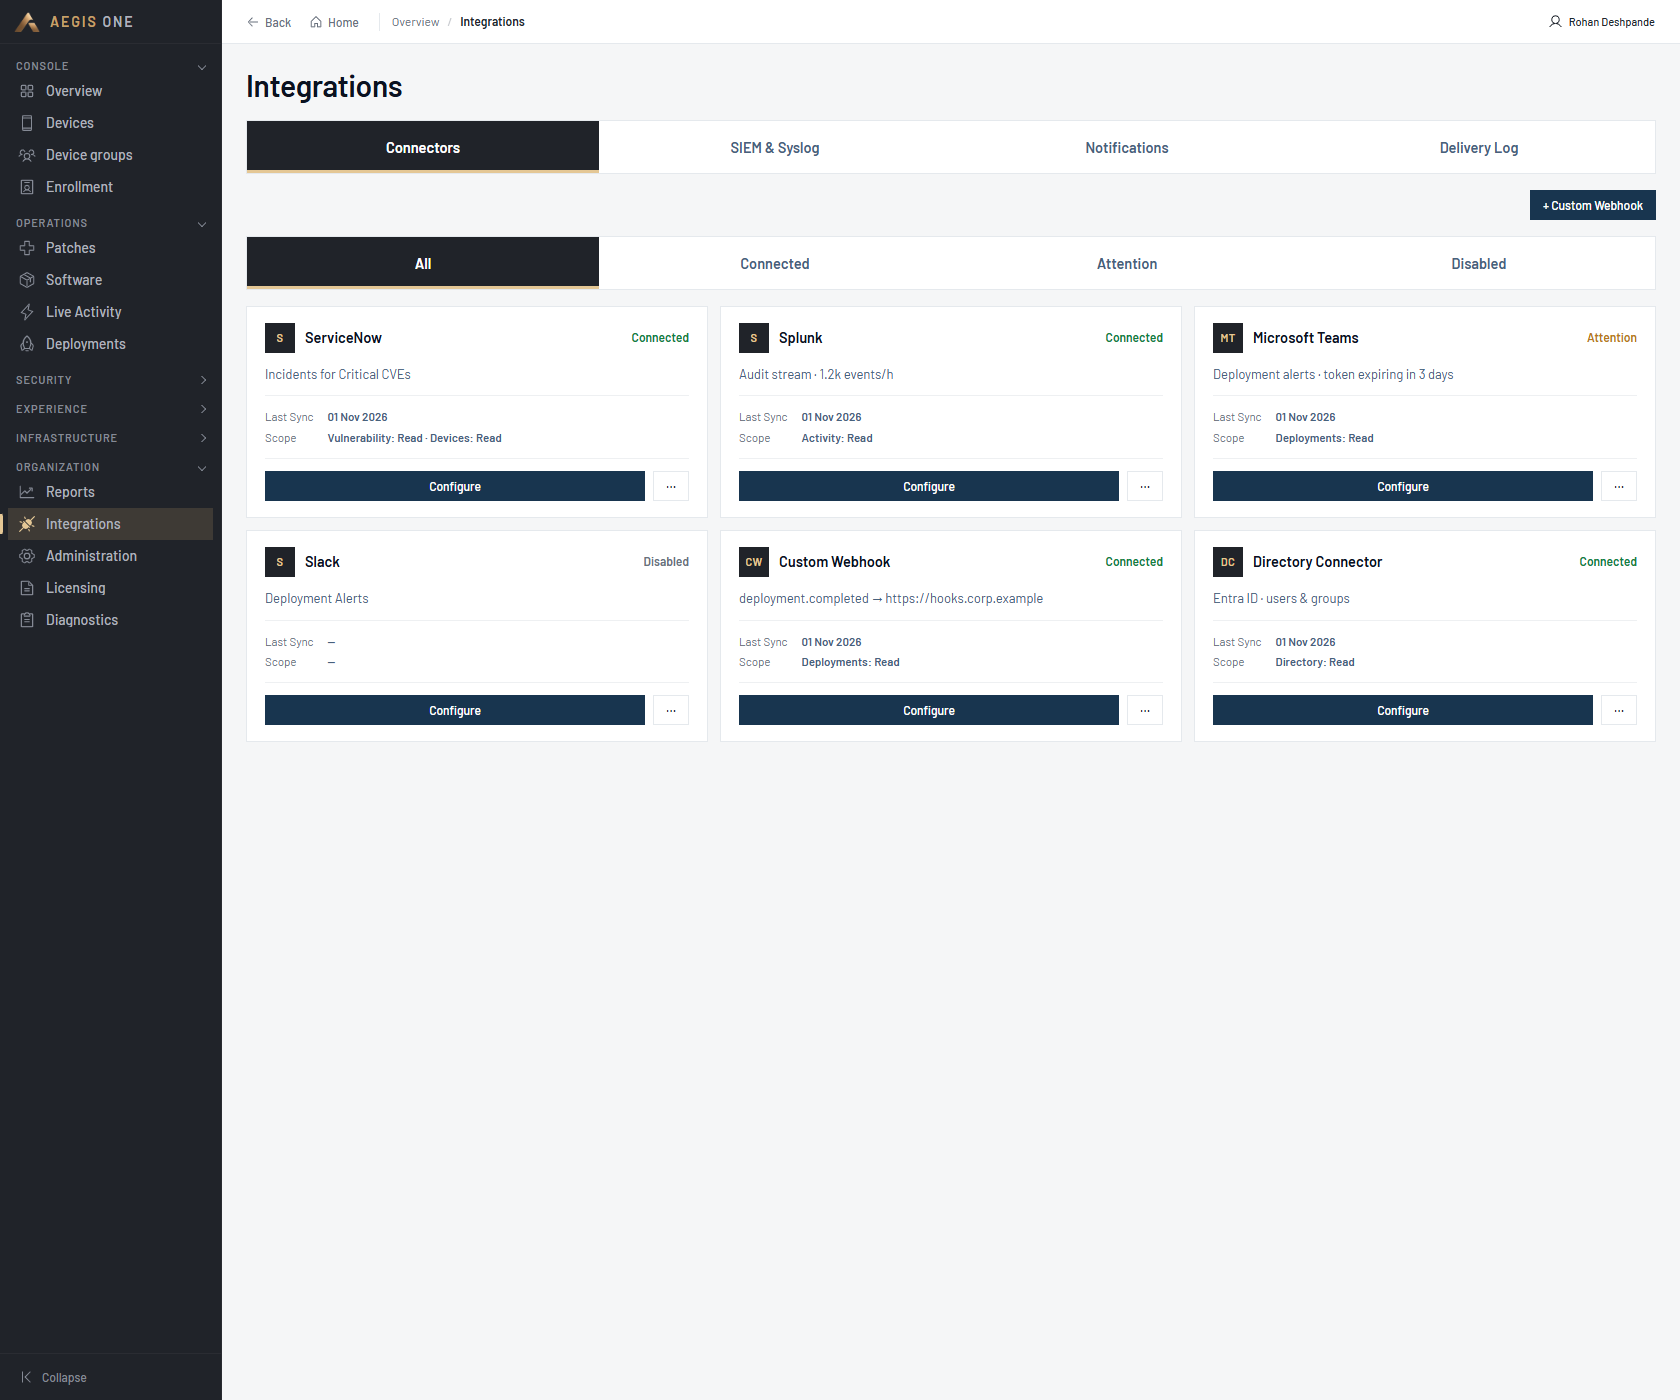 AEGIS ONE
CONSOLE
Overview
Devices
Device groups
Enrollment
OPERATIONS
Patches
Software
Live Activity
Deployments
SECURITY
EXPERIENCE
INFRASTRUCTURE
ORGANIZATION
Reports
Integrations
Administration
Licensing
Diagnostics
Collapse
Back Home Overview / Integrations Rohan Deshpande
Integrations
Connectors SIEM & Syslog Notifications Delivery Log
+ Custom Webhook
All Connected Attention Disabled
S ServiceNow Connected
Incidents for Critical CVEs
Last Sync 01 Nov 2026
Scope Vulnerability: Read · Devices: Read
Configure ...
S Splunk Connected
Audit stream · 1.2k events/h
Last Sync 01 Nov 2026
Scope Activity: Read
Configure ...
MT Microsoft Teams Attention
Deployment alerts · token expiring in 3 days
Last Sync 01 Nov 2026
Scope Deployments: Read
Configure ...
S Slack Disabled
Deployment Alerts
Last Sync —
Scope —
Configure ...
CW Custom Webhook Connected
deployment.completed → https://hooks.corp.example
Last Sync 01 Nov 2026
Scope Deployments: Read
Configure ...
DC Directory Connector Connected
Entra ID · users & groups
Last Sync 01 Nov 2026
Scope Directory: Read
Configure ...